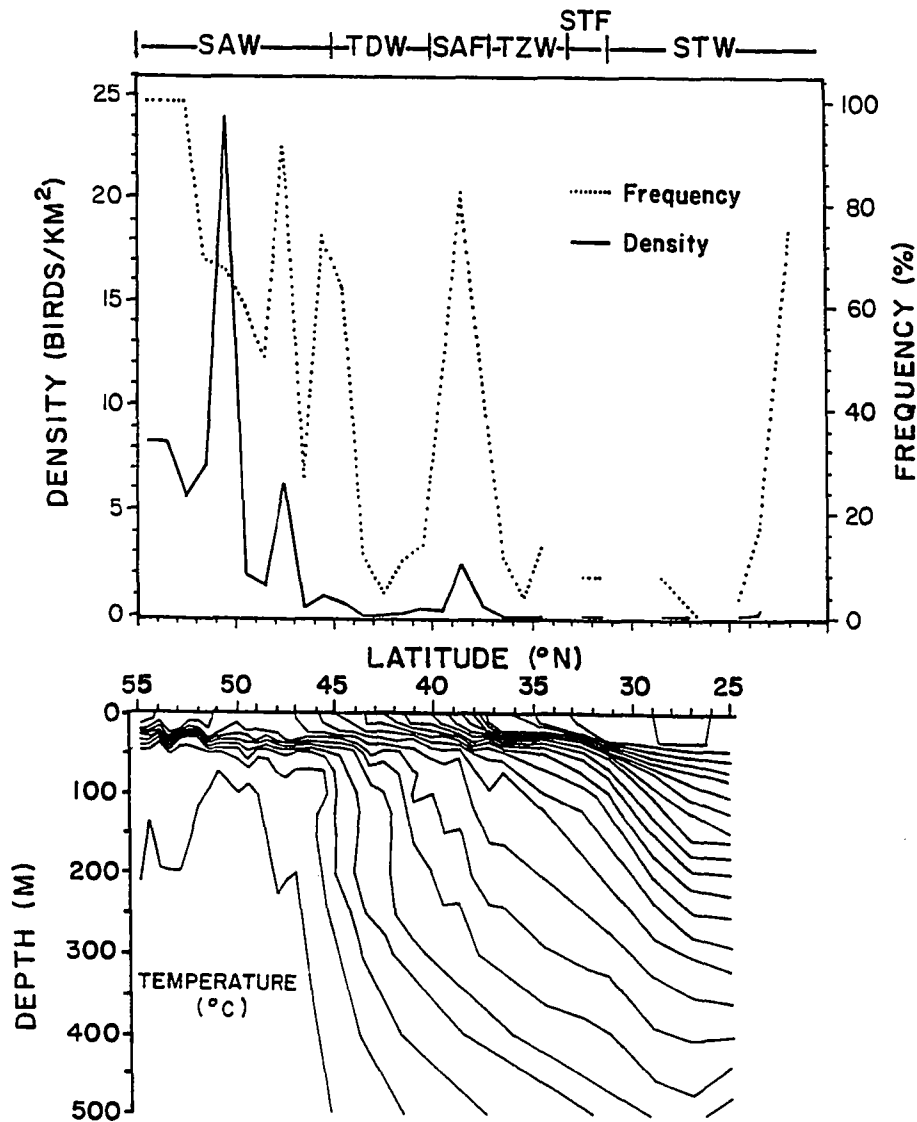 STF
SAW TDW SAF TZW STW
25
20
15
10
5
0
DENSITY (BIRDS/KM²)
100
80
60
40
20
0
FREQUENCY (%)
Frequency
Density
LATITUDE (°N)
55 50 45 40 35 30 25
0
100
200
300
400
500
DEPTH (M)
TEMPERATURE
(°C)